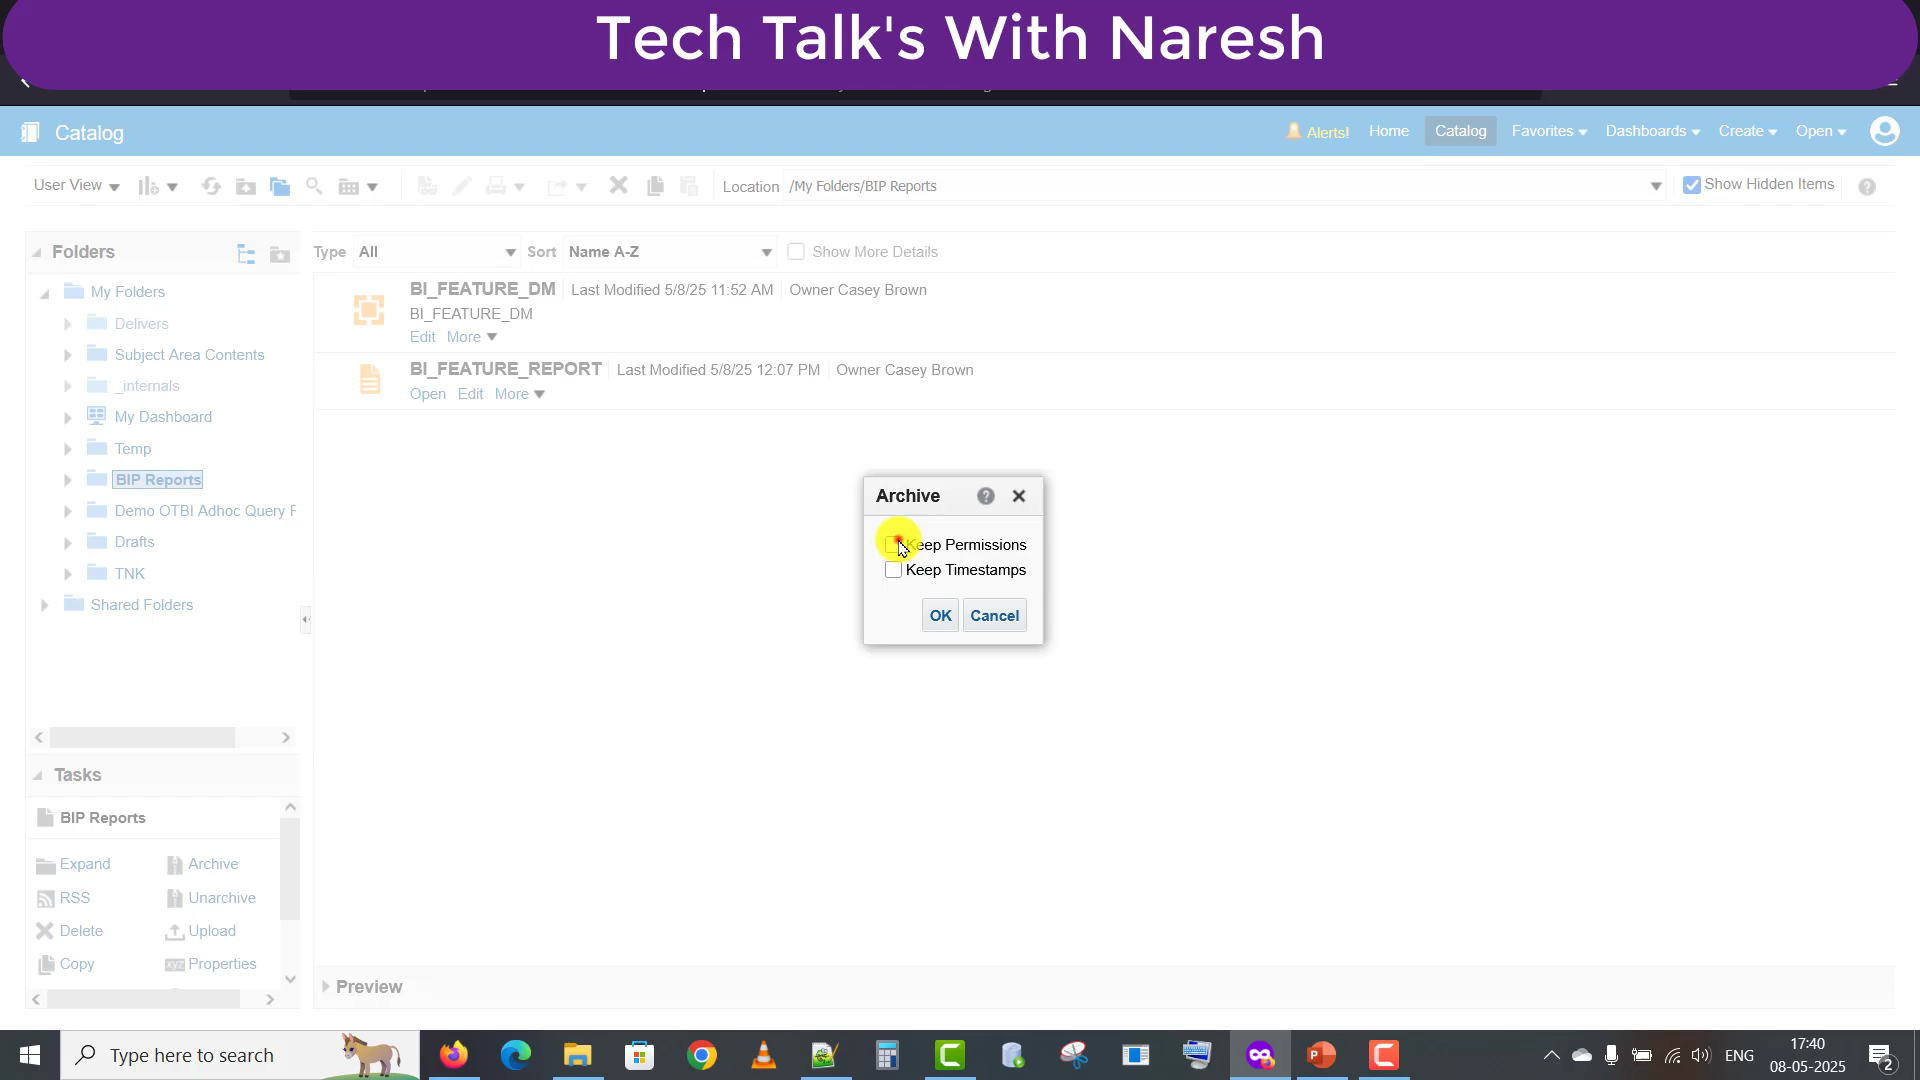 Tech Talk's With Naresh
Catalog
Alerts! Home Catalog Favorites Dashboards Create Open
User View Location /My Folders/BIP Reports Show Hidden Items
Folders
Type All Sort Name A-Z Show More Details
My Folders
Delivers
Subject Area Contents
_internals
My Dashboard
Temp
BIP Reports
Demo OTBI Adhoc Query F
Drafts
TNK
Shared Folders
BI_FEATURE_DM Last Modified 5/8/25 11:52 AM Owner Casey Brown
BI_FEATURE_DM
Edit More
BI_FEATURE_REPORT Last Modified 5/8/25 12:07 PM Owner Casey Brown
Open Edit More
Archive
Keep Permissions
Keep Timestamps
OK Cancel
Tasks
BIP Reports
Expand Archive
RSS Unarchive
Delete Upload
Copy xyz Properties
Preview
Type here to search
ENG
17:40
08-05-2025
2